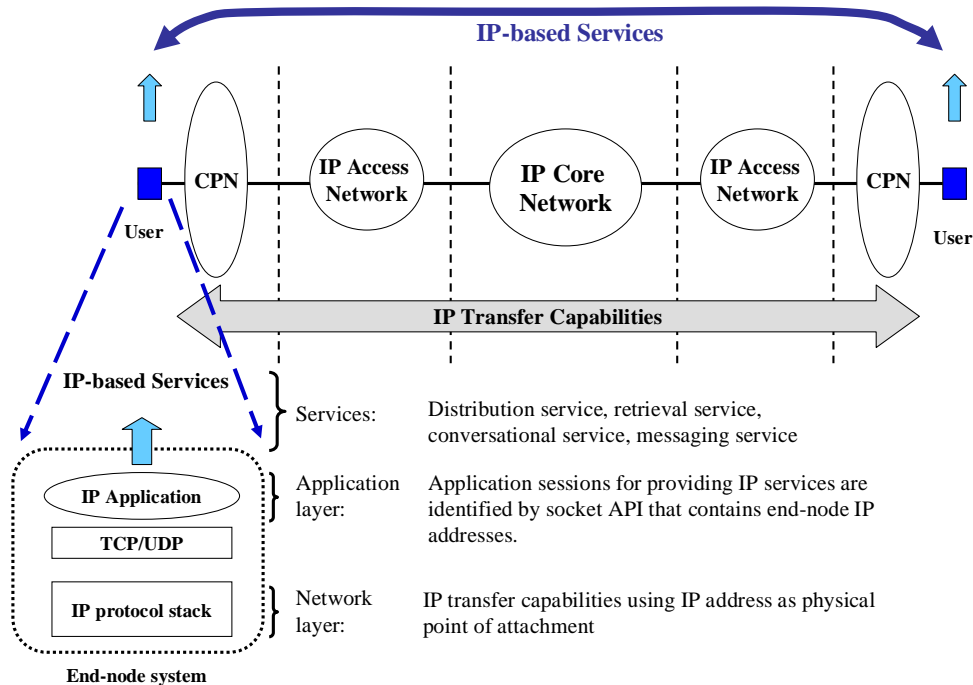 IP-based Services
CPN
IP Access
Network
IP Core
Network
IP Access
Network
CPN
User
User
IP Transfer Capabilities
IP-based Services
Services:
Distribution service, retrieval service,
conversational service, messaging service
IP Application
Application
layer:
Application sessions for providing IP services are
identified by socket API that contains end-node IP
addresses.
TCP/UDP
IP protocol stack
Network
layer:
IP transfer capabilities using IP address as physical
point of attachment
End-node system